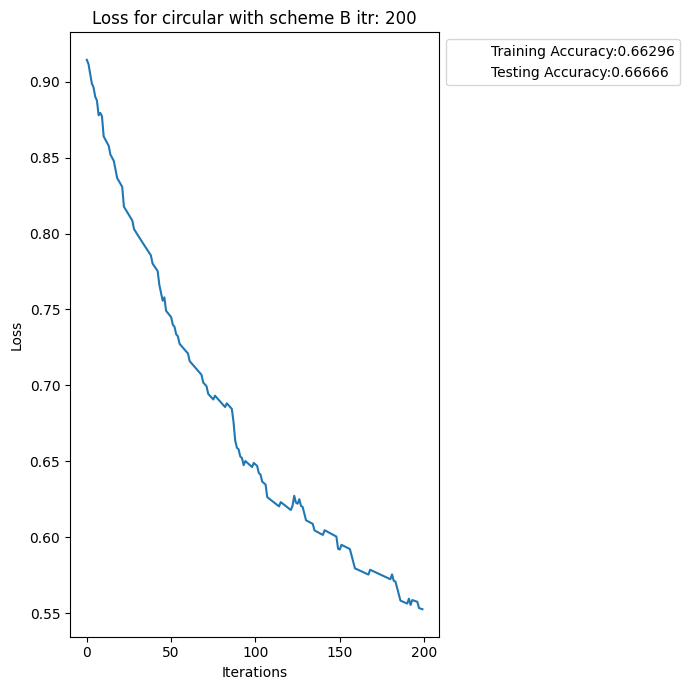 Loss for circular with scheme B itr: 200
Training Accuracy:0.66296
Testing Accuracy:0.66666
0.90
0.85
0.80
0.75
0.70
0.65
0.60
0.55
Loss
0 50 100 150 200
Iterations